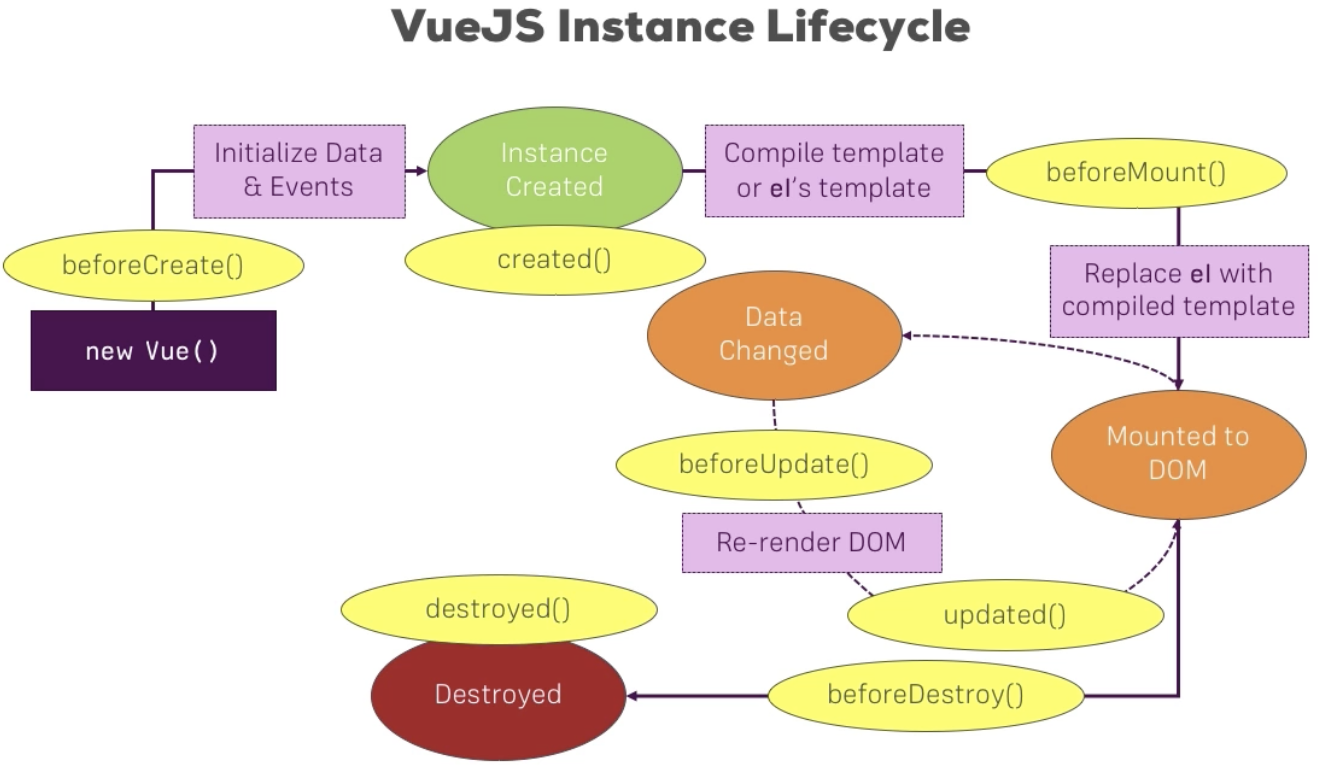 VueJS Instance Lifecycle
Initialize Data
& Events
Instance
Created
Compile template
or el's template
beforeMount()
beforeCreate()
created()
new Vue()
Replace el with
compiled template
Data
Changed
Mounted to
DOM
beforeUpdate()
Re-render DOM
updated()
destroyed()
Destroyed
beforeDestroy()